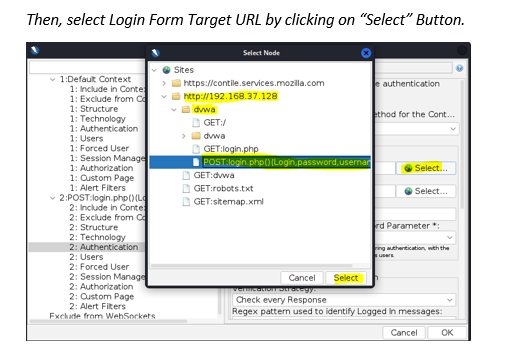 Then, select Login Form Target URL by clicking on “Select” Button.
Select Node
1:Default Context
1: Include in Conte
1: Exclude from Co
1: Structure
1: Technology
1: Authentication
1: Users
1: Forced User
1: Session Manage
1: Authorization
1: Custom Page
1: Alert Filters
2:POST:login.php()(Lo
2: Include in Conte
2: Exclude from Co
2: Structure
2: Technology
2: Authentication
2: Users
2: Forced User
2: Session Manage
2: Authorization
2: Custom Page
2: Alert Filters
Exclude from WebSockets
Sites
https://contile.services.mozilla.com
http://192.168.37.128
dvwa
GET:/
dvwa
GET:login.php
POST:login.php()(Login,password,usernam
GET:dvwa
GET:robots.txt
GET:sitemap.xml
Cancel
Select
e authentication
ethod for the Cont...
Select...
Select...
rd Parameter *:
ring authentication, with the
s users.
Verification Strategy:
Check every Response
Regex pattern used to identify Logged In messages:
Cancel
OK